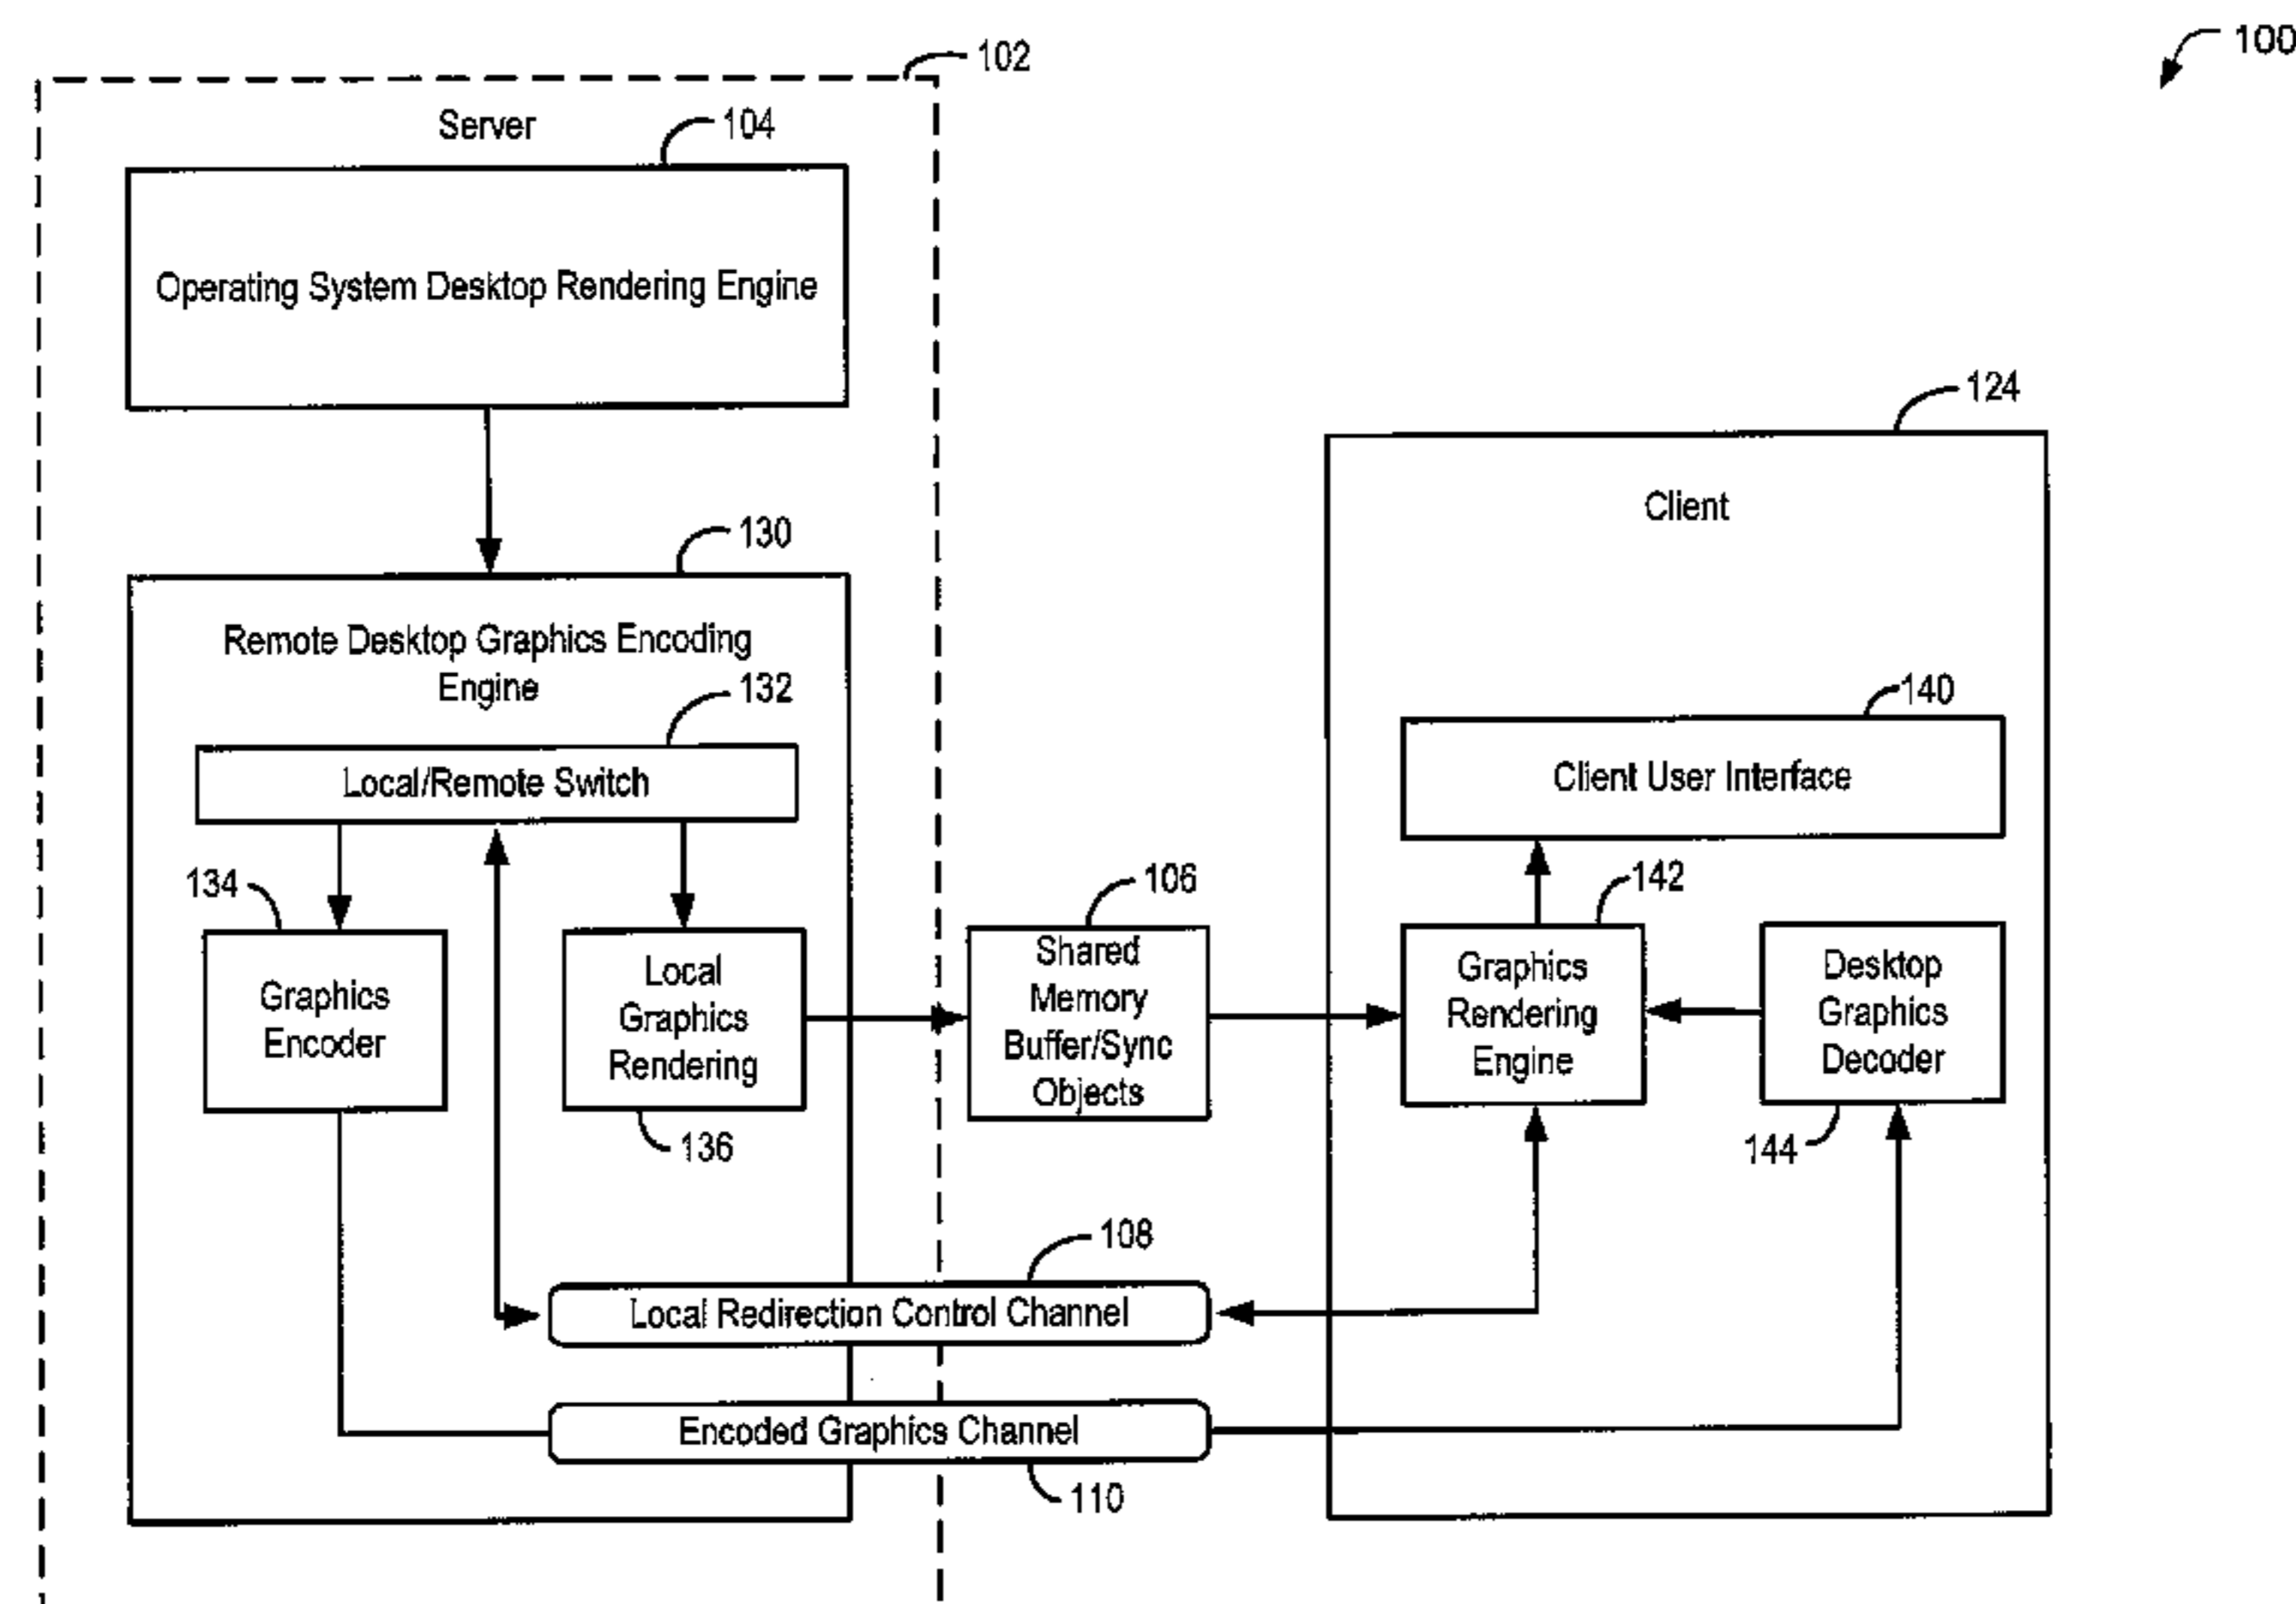 100
102
Server
104
Operating System Desktop Rendering Engine
124
Client
130
Remote Desktop Graphics Encoding
Engine
132
Local/Remote Switch
140
Client User Interface
134
Graphics
Encoder
Local
Graphics
Rendering
136
106
Shared
Memory
Buffer/Sync
Objects
142
Graphics
Rendering
Engine
Desktop
Graphics
Decoder
144
108
Local Redirection Control Channel
Encoded Graphics Channel
110